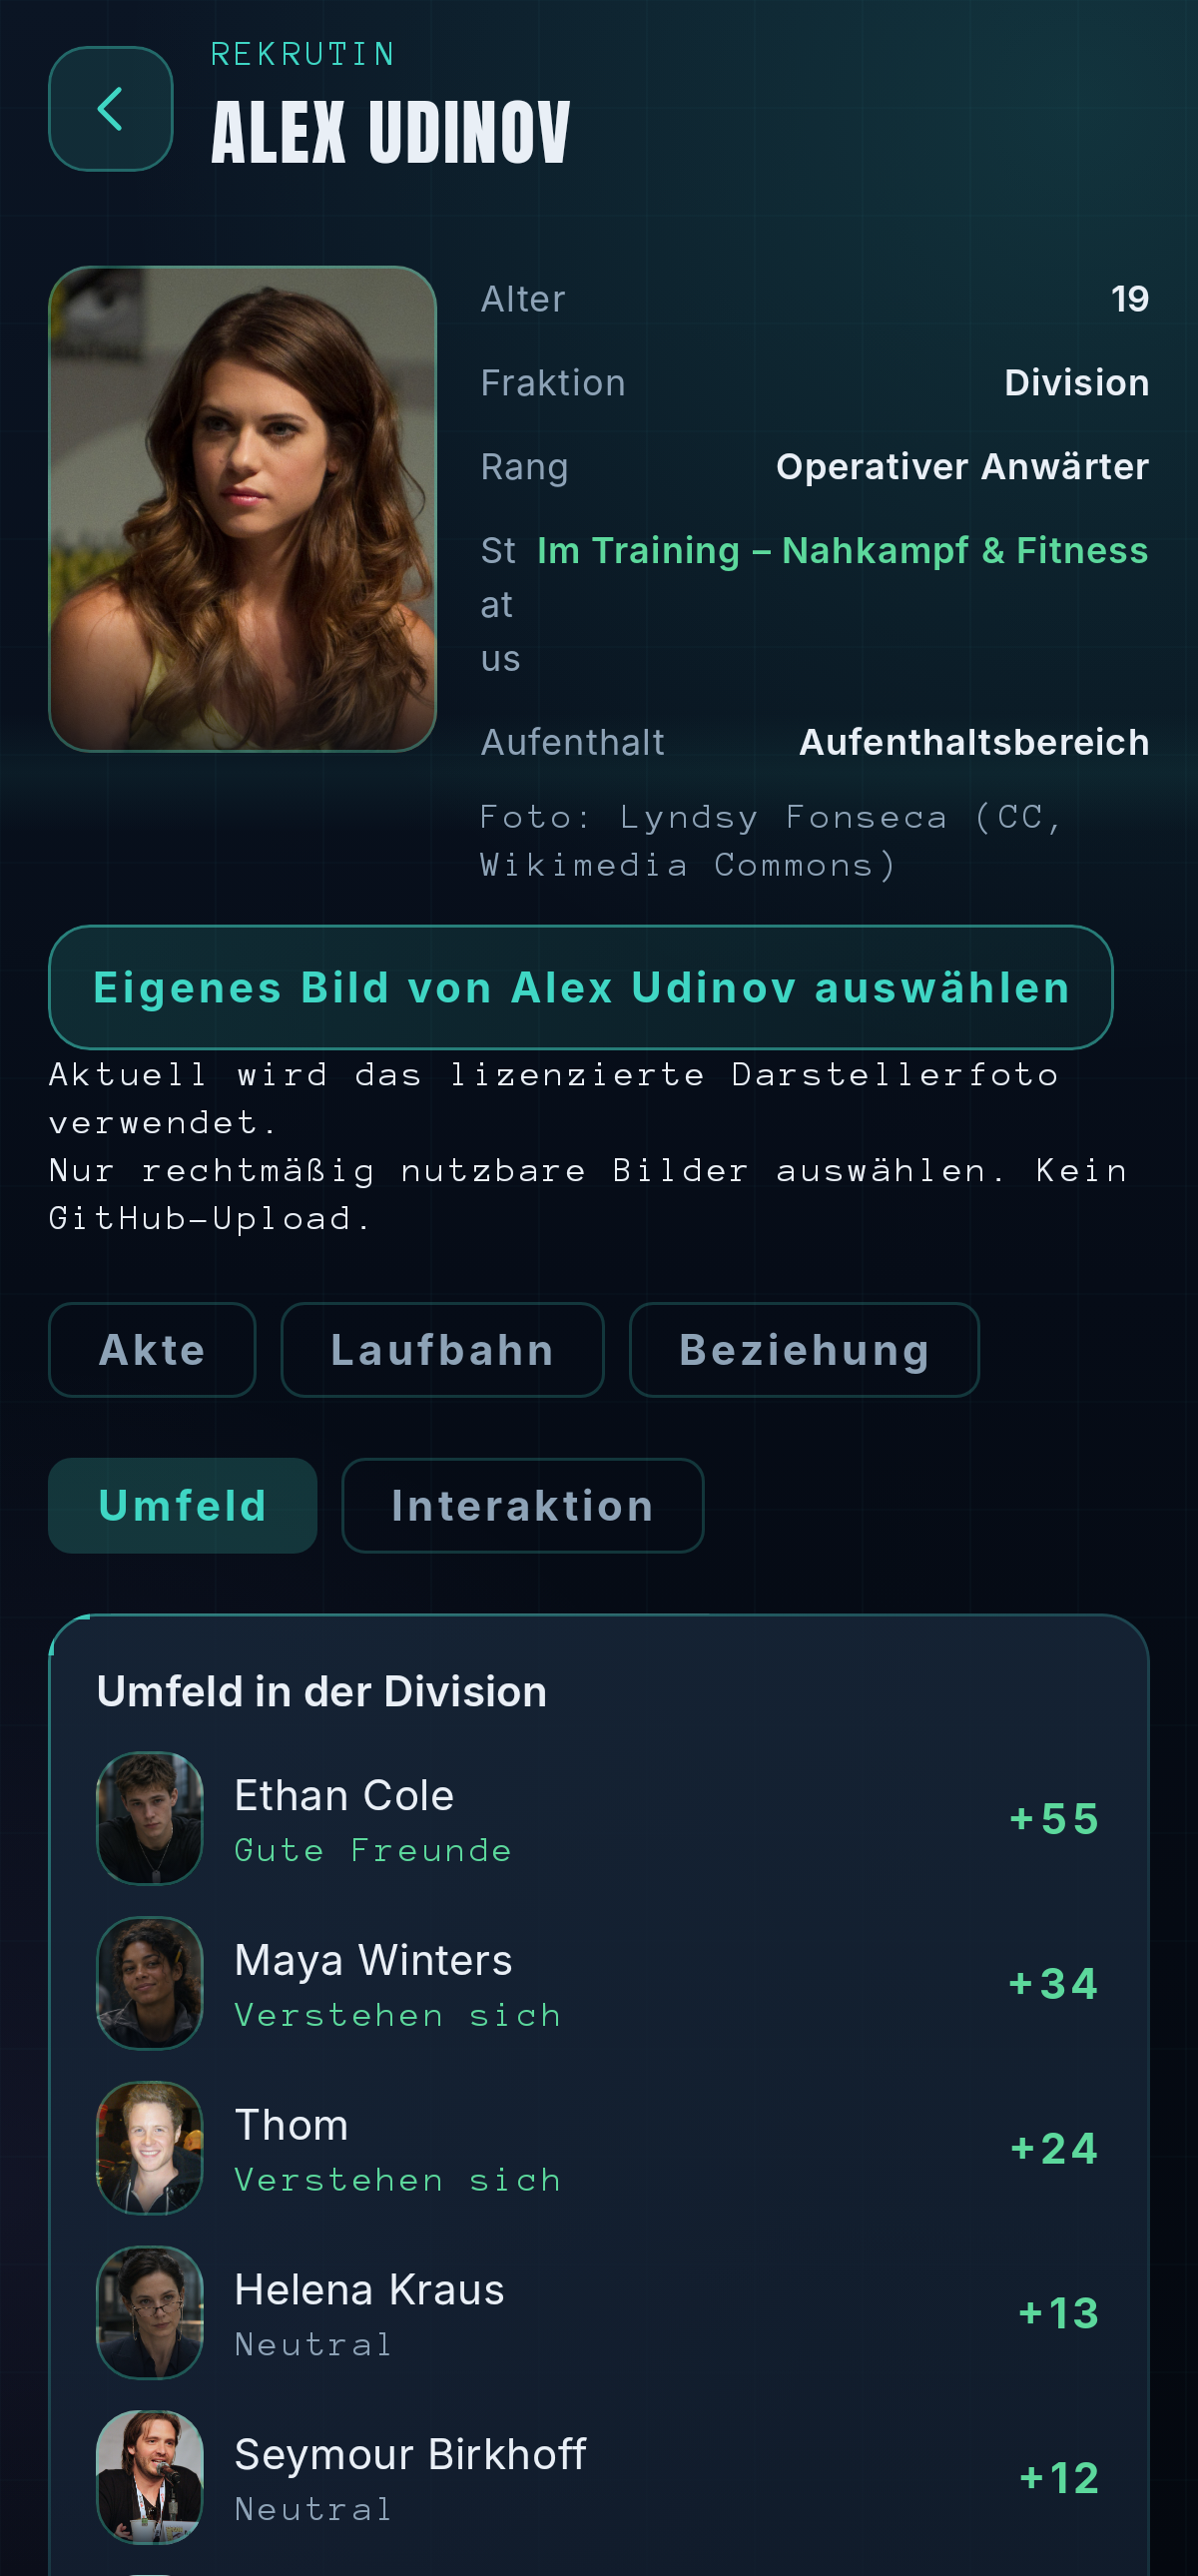 REKRUTIN
ALEX UDINOV
Alter 19
Fraktion Division
Rang Operativer Anwärter
St Im Training – Nahkampf & Fitness
at
us
Aufenthalt Aufenthaltsbereich
Foto: Lyndsy Fonseca (CC,
Wikimedia Commons)
Eigenes Bild von Alex Udinov auswählen
Aktuell wird das lizenzierte Darstellerfoto
verwendet.
Nur rechtmäßig nutzbare Bilder auswählen. Kein
GitHub-Upload.
Akte Laufbahn Beziehung
Umfeld Interaktion
Umfeld in der Division
Ethan Cole
Gute Freunde
+55
Maya Winters
Verstehen sich
+34
Thom
Verstehen sich
+24
Helena Kraus
Neutral
+13
Seymour Birkhoff
Neutral
+12